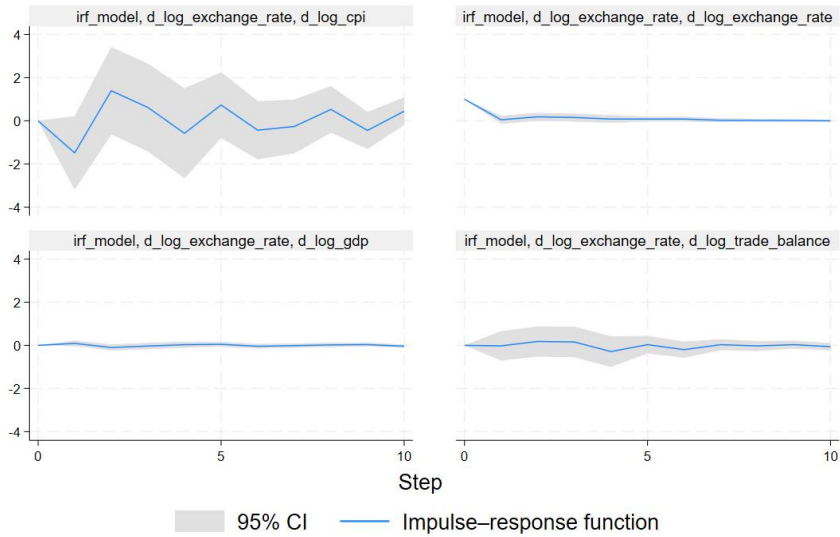 irf_model, d_log_exchange_rate, d_log_cpi
irf_model, d_log_exchange_rate, d_log_exchange_rate
4
2
0
-2
-4
irf_model, d_log_exchange_rate, d_log_gdp
irf_model, d_log_exchange_rate, d_log_trade_balance
4
2
0
-2
-4
0 5 10
0 5 10
Step
95% CI
Impulse–response function